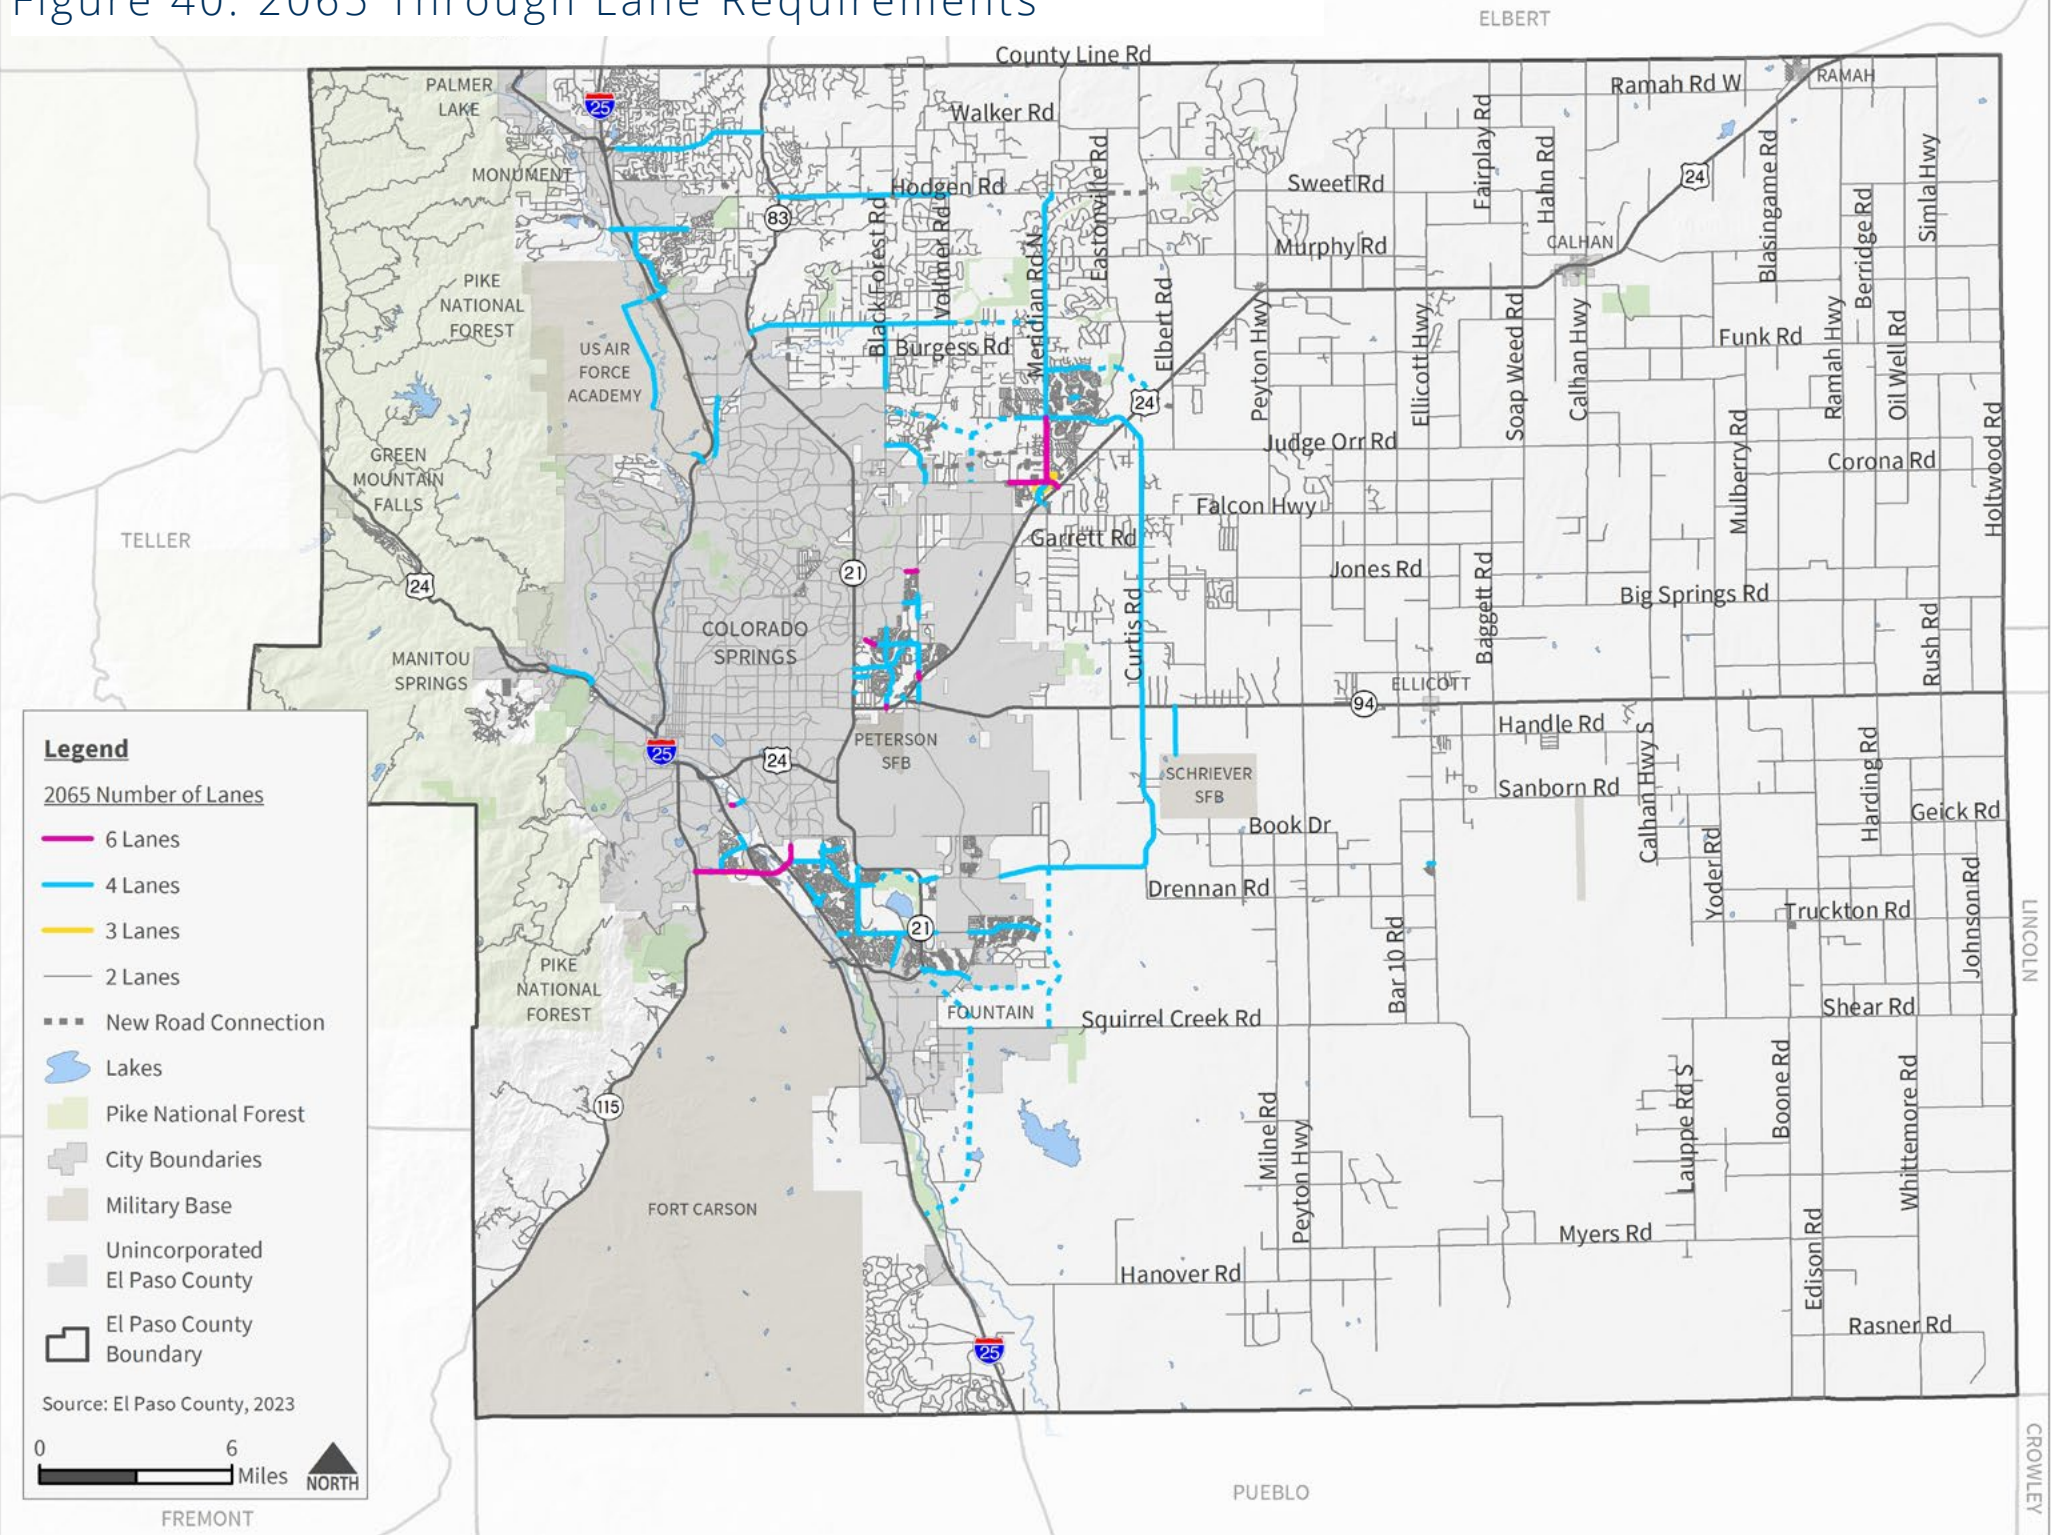 Figure 40: 2065 Through Lane Requirements
ELBERT
County Line Rd
PALMER
LAKE
25
Walker Rd
Ramah Rd W
RAMAH
MONUMENT
Hodgen Rd
83
Black Forest Rd
Vollmer Rd
Meridian Rd N
Eastonville Rd
Elbert Rd
Sweet Rd
Murphy Rd
Fairplay Rd
Hahn Rd
CALHAN
24
Blasingame Rd
Berridge Rd
Simla Hwy
PIKE
NATIONAL
FOREST
US AIR
FORCE
ACADEMY
Burgess Rd
24
Peyton Hwy
Ellicott Hwy
Soap Weed Rd
Calhan Hwy
Funk Rd
Ramah Hwy
Oil Well Rd
Holtwood Rd
Mulberry Rd
Judge Orr Rd
Corona Rd
GREEN
MOUNTAIN
FALLS
TELLER
24
Falcon Hwy
Garrett Rd
21
Curtis Rd
Jones Rd
Baggett Rd
Big Springs Rd
Rush Rd
COLORADO
SPRINGS
MANITOU
SPRINGS
ELLICOTT
94
Handle Rd
25
24
PETERSON
SFB
SCHRIEVER
SFB
Sanborn Rd
Calhan Hwy S
Harding Rd
Geick Rd
Book Dr
Yoder Rd
Drennan Rd
Truckton Rd
Johnson Rd
LINCOLN
21
Bar 10 Rd
PIKE
NATIONAL
FOREST
FOUNTAIN
Squirrel Creek Rd
Shear Rd
115
Milne Rd
Peyton Hwy
Lauppe Rd S
Boone Rd
Whittemore Rd
FORT CARSON
Myers Rd
Edison Rd
Hanover Rd
Rasner Rd
25
PUEBLO
CROWLEY
FREMONT
Legend
2065 Number of Lanes
6 Lanes
4 Lanes
3 Lanes
2 Lanes
New Road Connection
Lakes
Pike National Forest
City Boundaries
Military Base
Unincorporated
El Paso County
El Paso County
Boundary
Source: El Paso County, 2023
0 6
Miles
NORTH